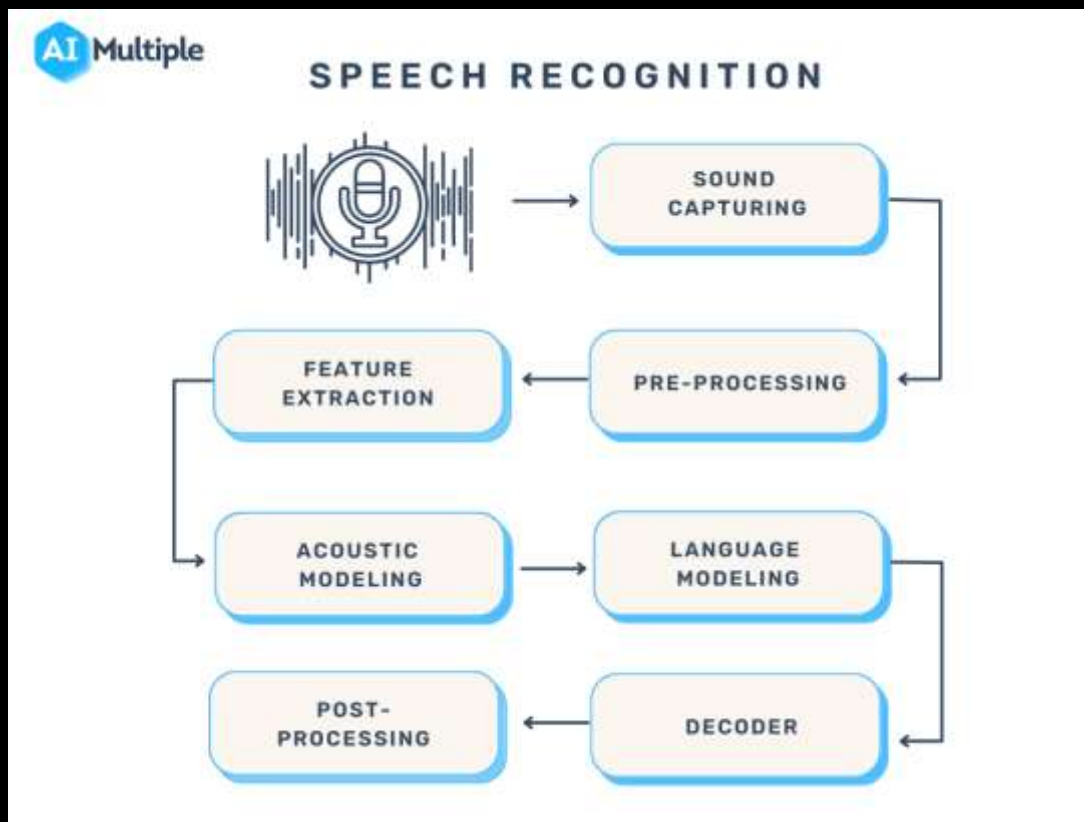 AI Multiple
SPEECH RECOGNITION
SOUND
CAPTURING
PRE-PROCESSING
FEATURE
EXTRACTION
ACOUSTIC
MODELING
LANGUAGE
MODELING
DECODER
POST-
PROCESSING